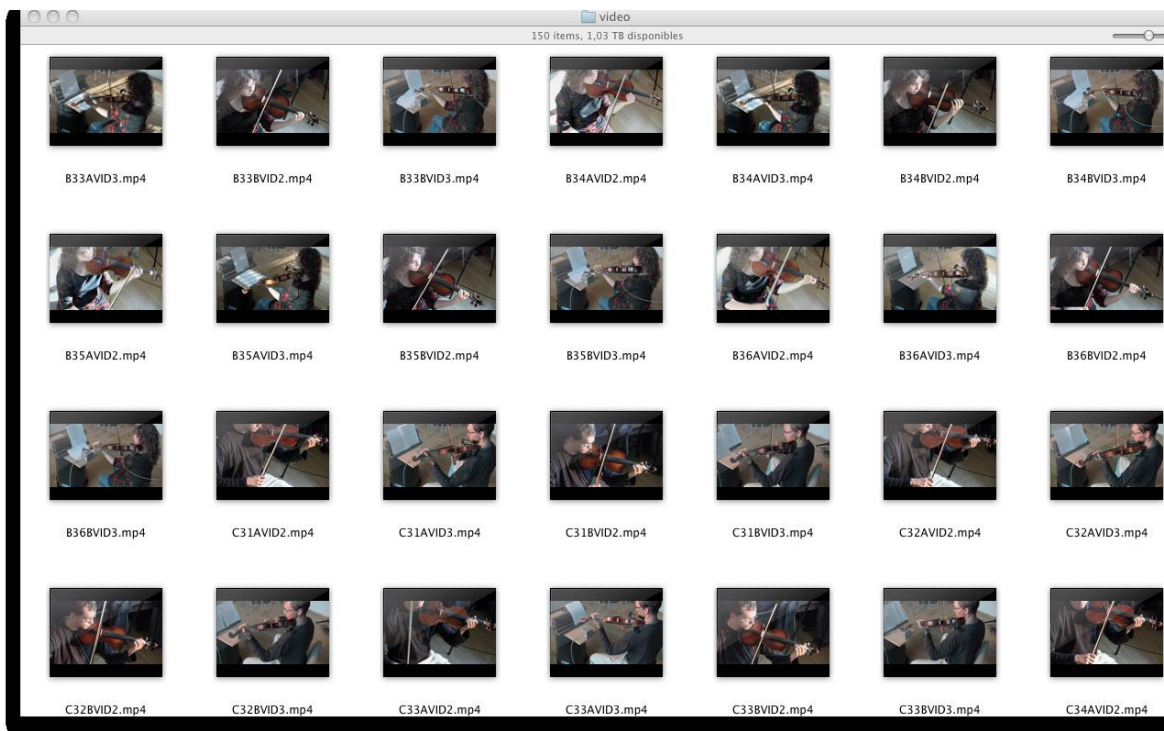 video
150 ítems, 1,03 TB disponibles
B33AVID3.mp4 B33BVID2.mp4 B33BVID3.mp4 B34AVID2.mp4 B34AVID3.mp4 B34BVID2.mp4 B34BVID3.mp4
B35AVID2.mp4 B35AVID3.mp4 B35BVID2.mp4 B35BVID3.mp4 B36AVID2.mp4 B36AVID3.mp4 B36BVID2.mp4
B36BVID3.mp4 C31AVID2.mp4 C31AVID3.mp4 C31BVID2.mp4 C31BVID3.mp4 C32AVID2.mp4 C32AVID3.mp4
C32BVID2.mp4 C32BVID3.mp4 C33AVID2.mp4 C33AVID3.mp4 C33BVID2.mp4 C33BVID3.mp4 C34AVID2.mp4